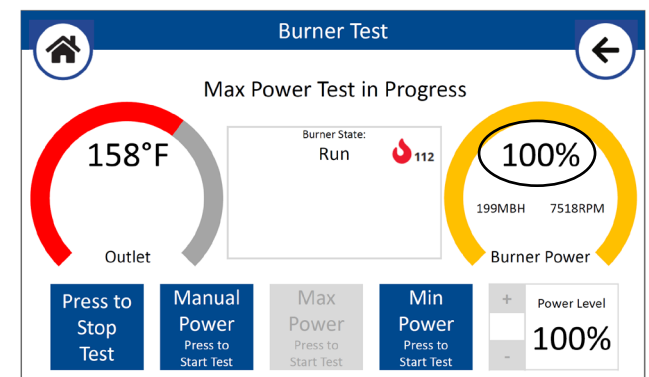 Burner Test
Max Power Test in Progress
158°F
Outlet
Burner State:
Run
112
100%
199MBH 7518RPM
Burner Power
Press to
Stop
Test
Manual
Power
Press to
Start Test
Max
Power
Press to
Start Test
Min
Power
Press to
Start Test
+
-
Power Level
100%